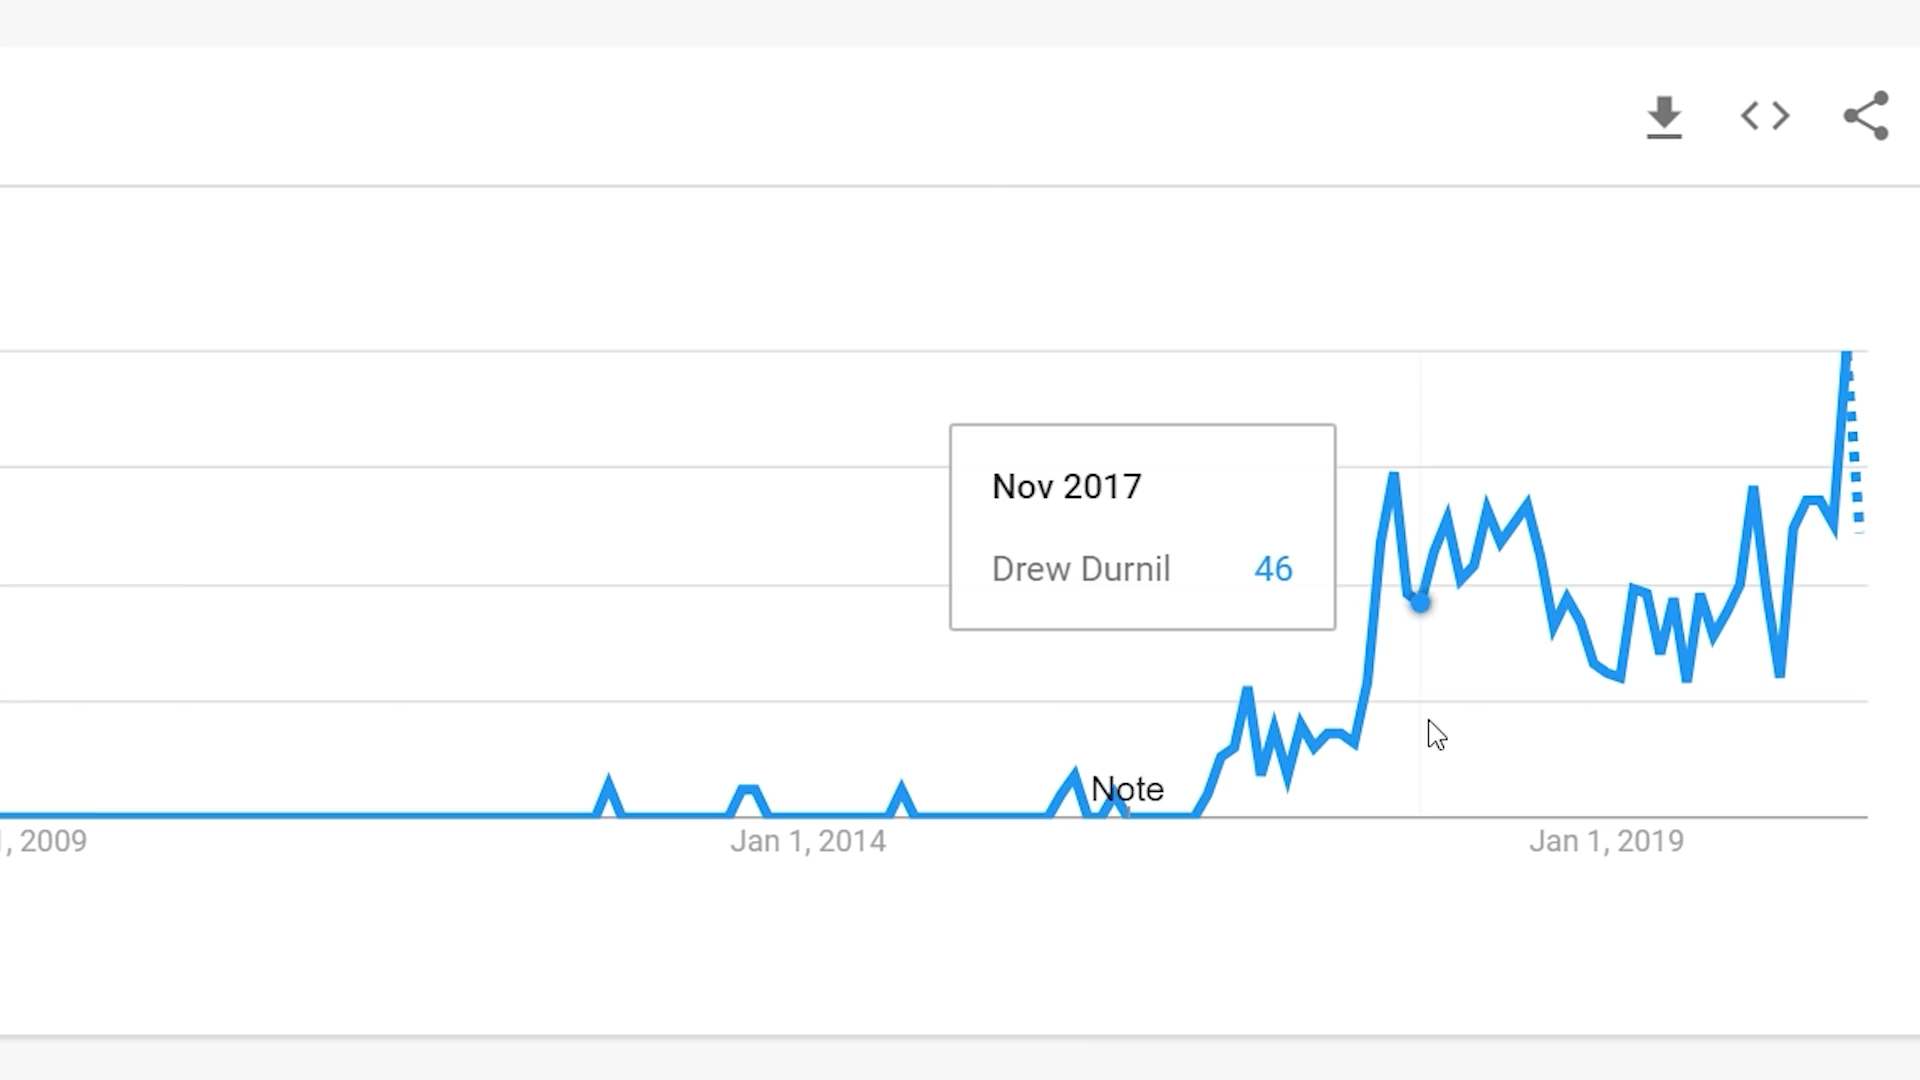 Nov 2017
Drew Durnil 46
Note
, 2009
Jan 1, 2014
Jan 1, 2019